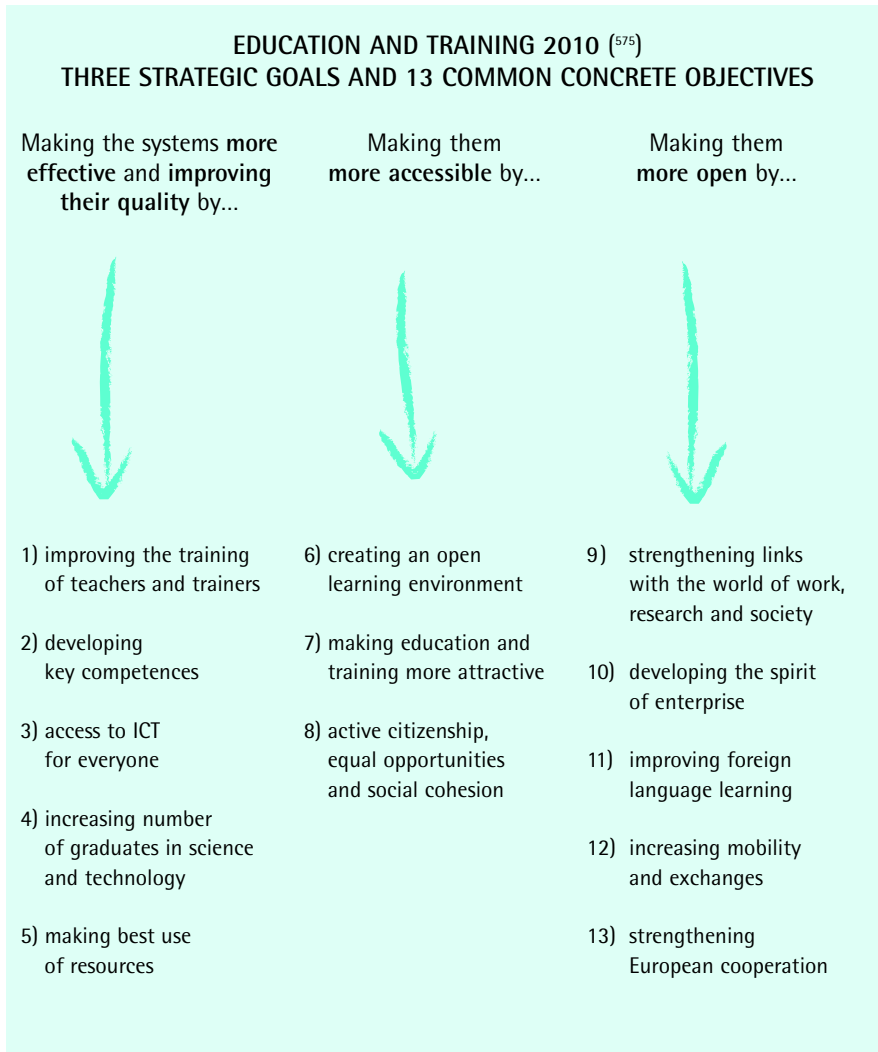 EDUCATION AND TRAINING 2010 (575)
THREE STRATEGIC GOALS AND 13 COMMON CONCRETE OBJECTIVES
Making the systems more
effective and improving
their quality by...
Making them
more accessible by...
Making them
more open by...
1) improving the training
of teachers and trainers
2) developing
key competences
3) access to ICT
for everyone
4) increasing number
of graduates in science
and technology
5) making best use
of resources
6) creating an open
learning environment
7) making education and
training more attractive
8) active citizenship,
equal opportunities
and social cohesion
9) strengthening links
with the world of work,
research and society
10) developing the spirit
of enterprise
11) improving foreign
language learning
12) increasing mobility
and exchanges
13) strengthening
European cooperation